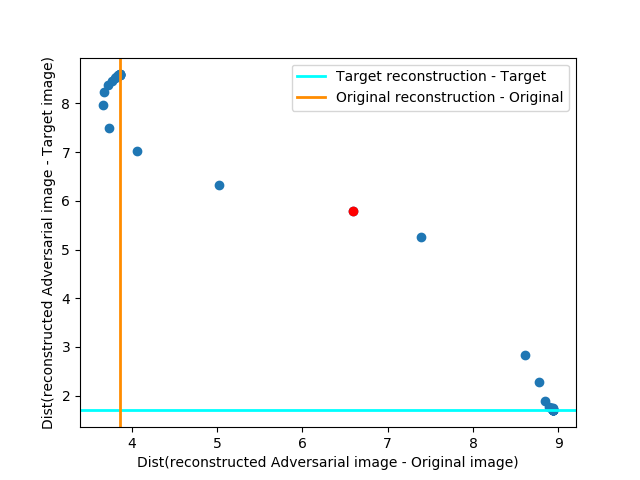 Target reconstruction - Target
Original reconstruction - Original
Dist(reconstructed Adversarial image - Target image)
8
7
6
5
4
3
2
4 5 6 7 8 9
Dist(reconstructed Adversarial image - Original image)